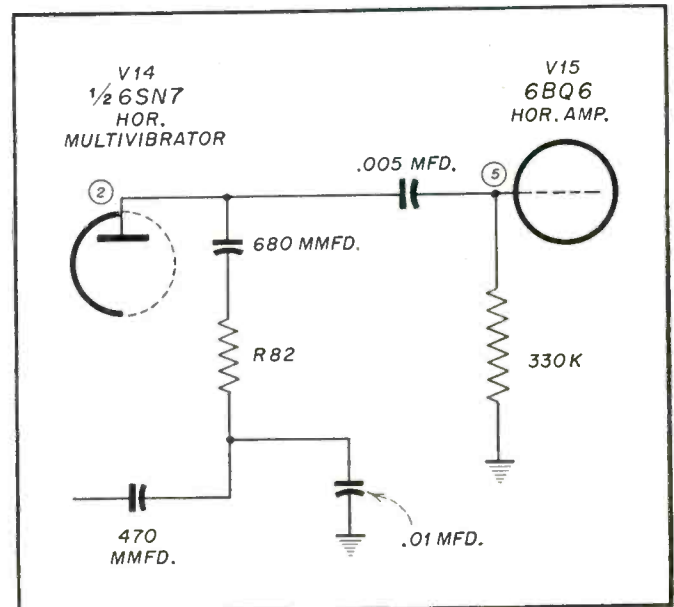 V14
½ 6SN7
HOR.
MULTIVIBRATOR
V15
6BQ6
HOR. AMP.
.005 MFD.
2
5
680 MMFD.
R82
330K
470
MMFD.
.01 MFD.